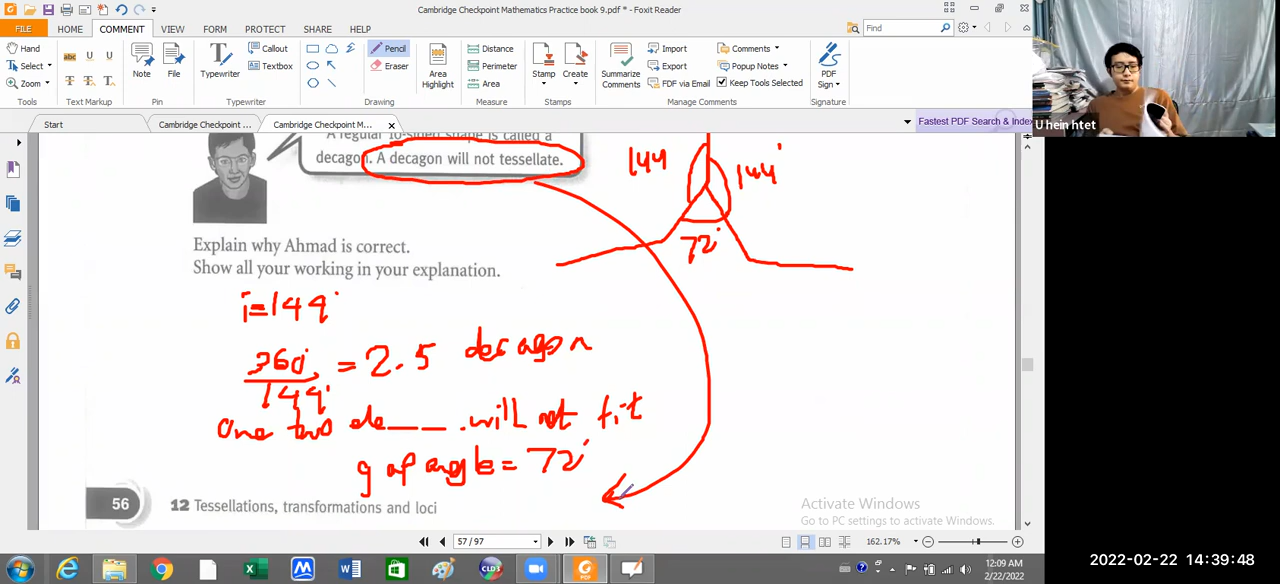 Cambridge Checkpoint Mathematics Practice book 9.pdf * - Foxit Reader
FILE HOME COMMENT VIEW FORM PROTECT SHARE HELP
Find
Hand
Select
Zoom
Tools
Text Markup
Note
File
Pin
Typewriter
Callout
Textbox
Typewriter
Pencil
Eraser
Drawing
Area Highlight
Distance
Perimeter
Area
Measure
Stamp
Create
Stamps
Summarize Comments
Import
Export
FDF via Email
Comments
Popup Notes
Keep Tools Selected
Manage Comments
PDF Sign
Signature
Start
Cambridge Checkpoint ...
Cambridge Checkpoint M...
Fastest PDF Search & Index
U hein htet
A regular 10-sided shape is called a
decagon. A decagon will not tessellate.
144
144°
72°
Explain why Ahmad is correct.
Show all your working in your explanation.
i=144°
360°/144° = 2.5 decagon
One two de____.will not fit
gap angle = 72°
56
12 Tessellations, transformations and loci
Activate Windows
Go to PC settings to activate Windows.
57 / 97
162.17%
12:09 AM
2/22/2022
2022-02-22 14:39:48